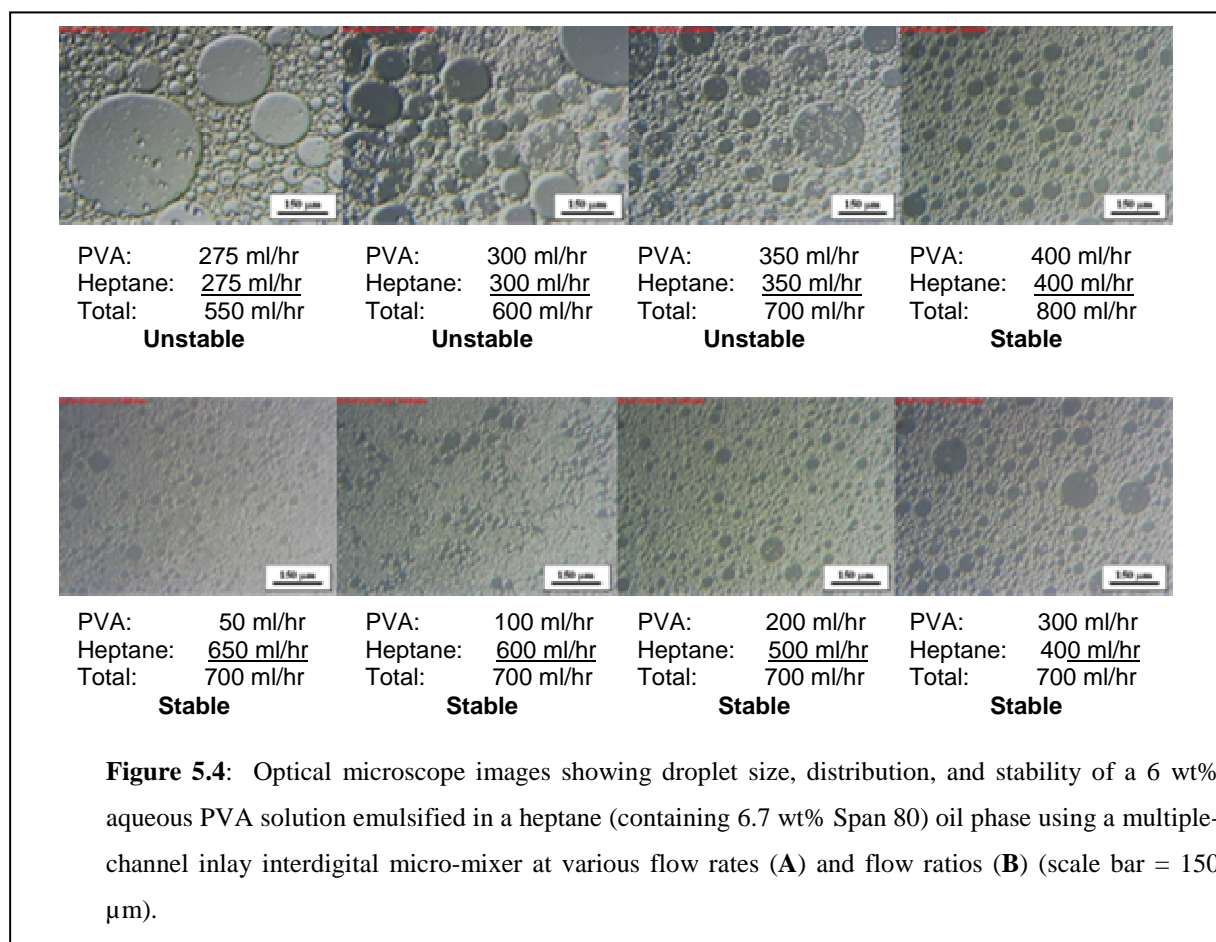 150 µm 150 µm 150 µm 150 µm
PVA: 275 ml/hr PVA: 300 ml/hr PVA: 350 ml/hr PVA: 400 ml/hr
Heptane: 275 ml/hr Heptane: 300 ml/hr Heptane: 350 ml/hr Heptane: 400 ml/hr
Total: 550 ml/hr Total: 600 ml/hr Total: 700 ml/hr Total: 800 ml/hr
Unstable Unstable Unstable Stable
150 µm 150 µm 150 µm 150 µm
PVA: 50 ml/hr PVA: 100 ml/hr PVA: 200 ml/hr PVA: 300 ml/hr
Heptane: 650 ml/hr Heptane: 600 ml/hr Heptane: 500 ml/hr Heptane: 400 ml/hr
Total: 700 ml/hr Total: 700 ml/hr Total: 700 ml/hr Total: 700 ml/hr
Stable Stable Stable Stable
Figure 5.4: Optical microscope images showing droplet size, distribution, and stability of a 6 wt%
aqueous PVA solution emulsified in a heptane (containing 6.7 wt% Span 80) oil phase using a multiple-
channel inlay interdigital micro-mixer at various flow rates (A) and flow ratios (B) (scale bar = 150
µm).